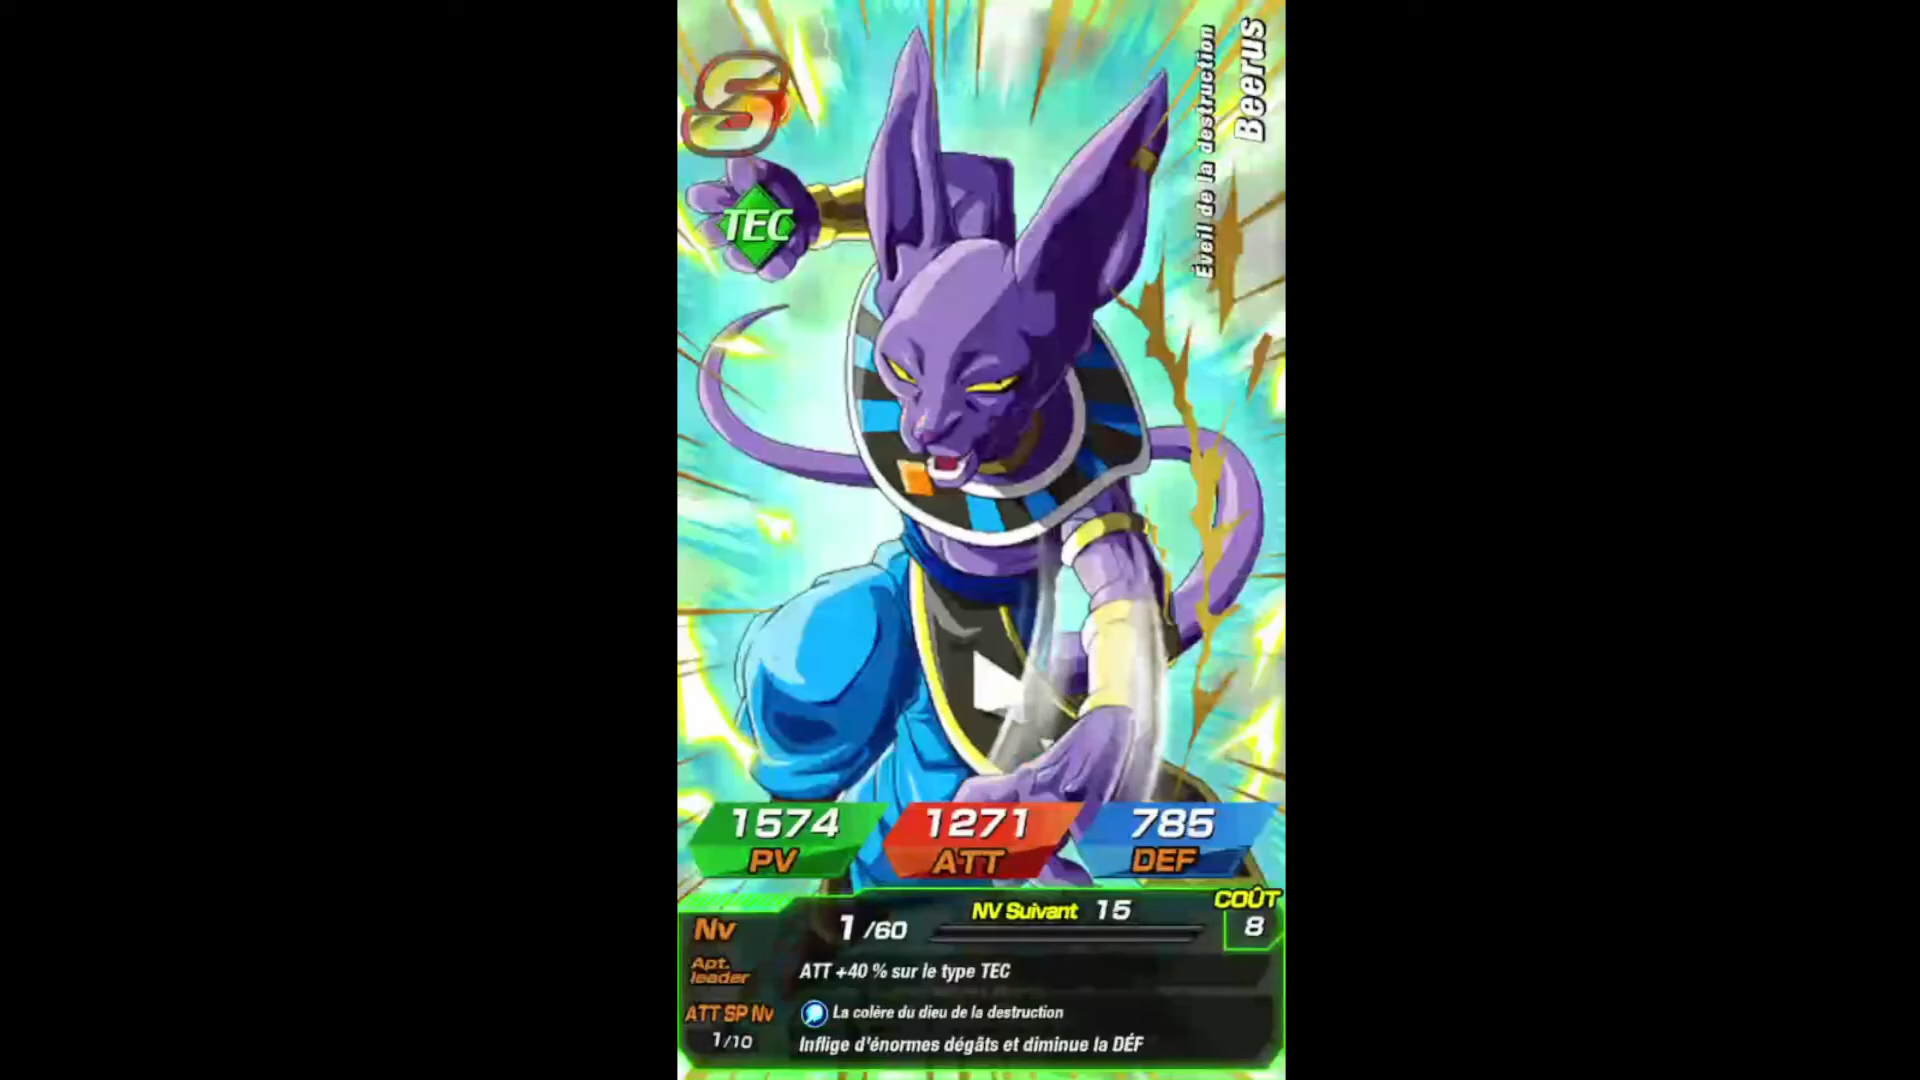 S
Éveil de la destruction
Beerus
TEC
1574
PV
1271
ATT
785
DEF
Nv
1/60
NV Suivant 15
COÛT
8
Apt. leader
ATT +40 % sur le type TEC
ATT SP Nv
1/10
La colère du dieu de la destruction
Inflige d'énormes dégâts et diminue la DÉF